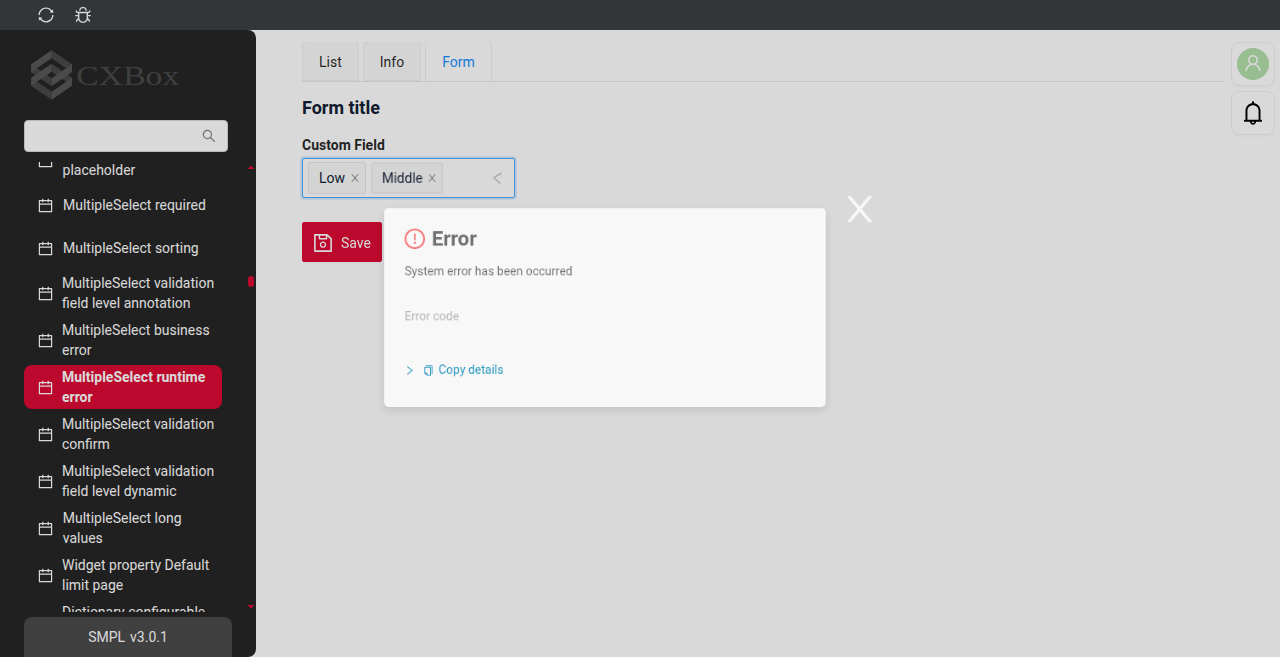 CXBox
placeholder
MultipleSelect required
MultipleSelect sorting
MultipleSelect validation
field level annotation
MultipleSelect business
error
MultipleSelect runtime
error
MultipleSelect validation
confirm
MultipleSelect validation
field level dynamic
MultipleSelect long
values
Widget property Default
limit page
Dictionary configurable
SMPL v3.0.1
List Info Form
Form title
Custom Field
Low Middle
Save
Error
System error has been occurred
Error code
Copy details